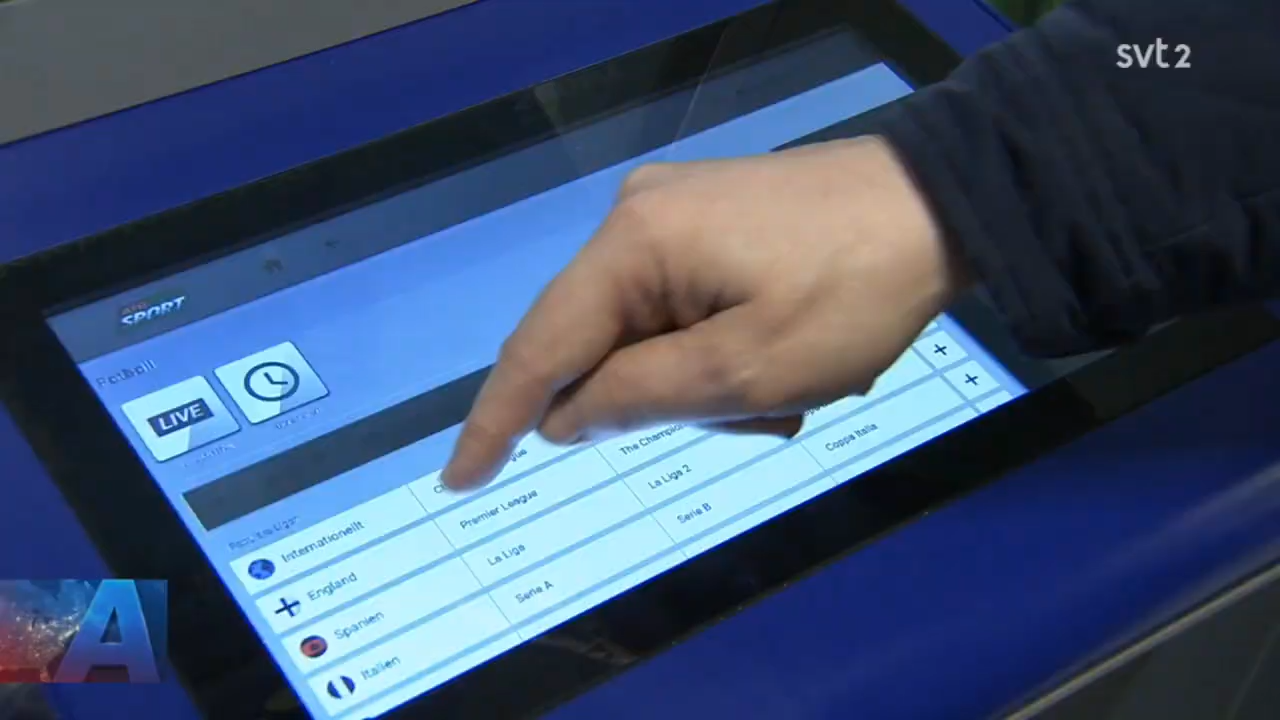 svt2
SPORT
Fotboll
LIVE
Internationellt
England Premier League The Champion
Spanien La Liga La Liga 2
Italien Serie A Serie B Coppa Italia
A